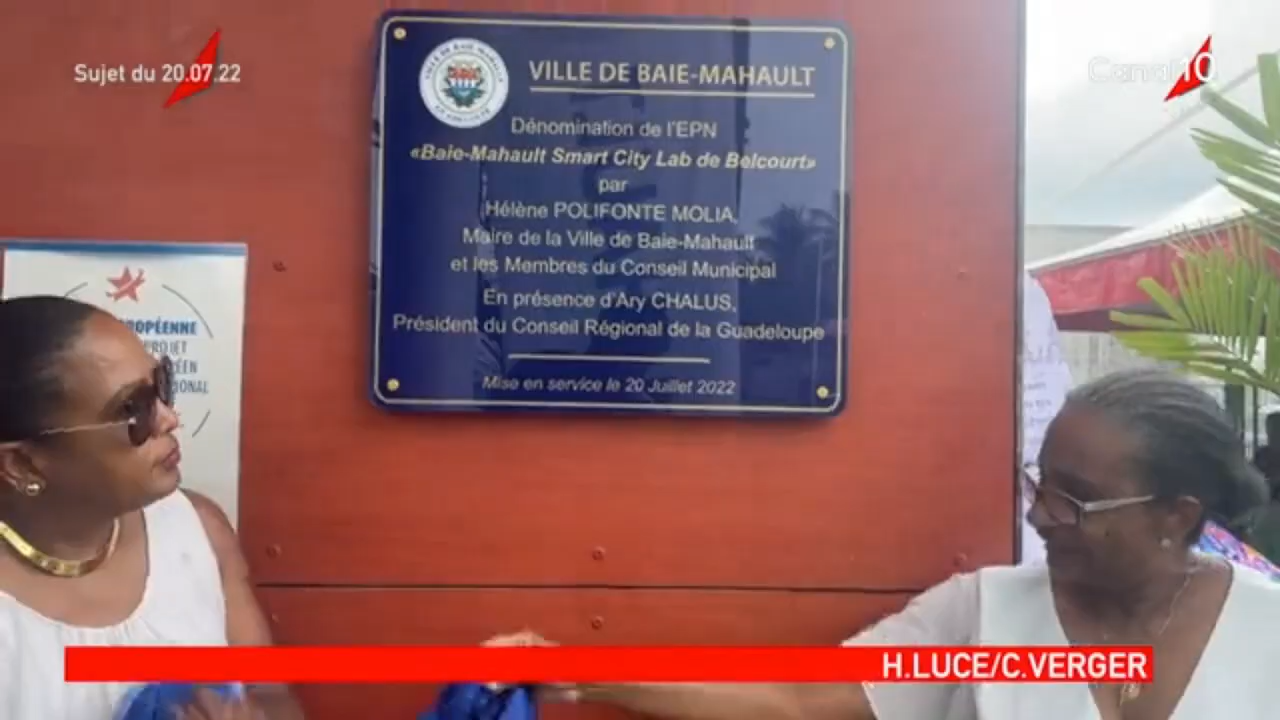 Sujet du 20.07.22
Canal 10
VILLE DE BAIE-MAHAULT
Dénomination de l'EPN
«Baie-Mahault Smart City Lab de Belcourt»
par
Hélène POLIFONTE MOLIA,
Maire de la Ville de Baie-Mahault
et les Membres du Conseil Municipal
En présence d'Ary CHALUS,
Président du Conseil Régional de la Guadeloupe
Mise en service le 20 Juillet 2022
H.LUCE/C.VERGER